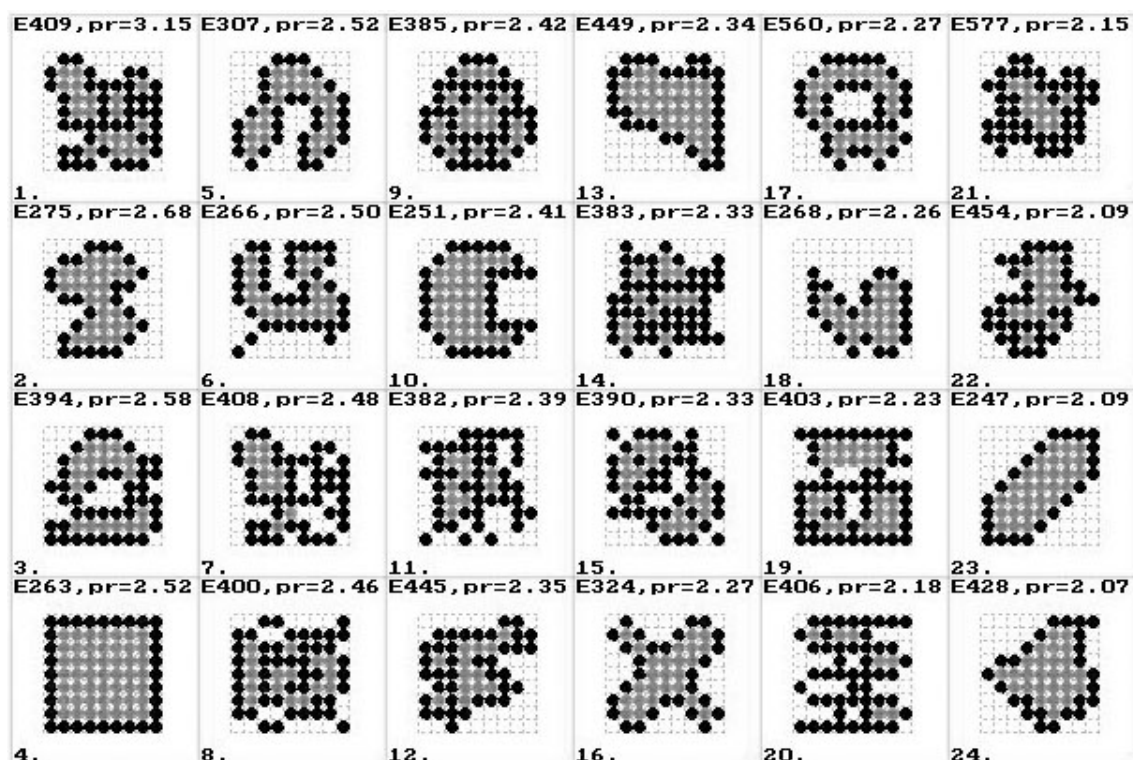 E409,pr=3.15 E307,pr=2.52 E385,pr=2.42 E449,pr=2.34 E560,pr=2.27 E577,pr=2.15
1. 5. 9. 13. 17. 21.
E275,pr=2.68 E266,pr=2.50 E251,pr=2.41 E383,pr=2.33 E268,pr=2.26 E454,pr=2.09
2. 6. 10. 14. 18. 22.
E394,pr=2.58 E408,pr=2.48 E382,pr=2.39 E390,pr=2.33 E403,pr=2.23 E247,pr=2.09
3. 7. 11. 15. 19. 23.
E263,pr=2.52 E400,pr=2.46 E445,pr=2.35 E324,pr=2.27 E406,pr=2.18 E428,pr=2.07
4. 8. 12. 16. 20. 24.